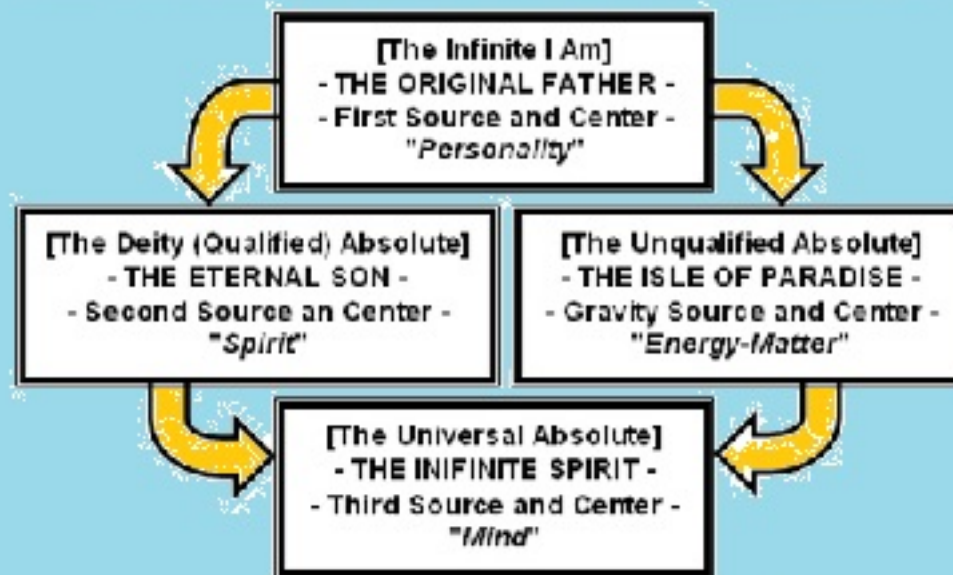 [The Infinite I Am]
- THE ORIGINAL FATHER -
- First Source and Center -
"Personality"
[The Deity (Qualified) Absolute]
- THE ETERNAL SON -
- Second Source an Center -
"Spirit"
[The Unqualified Absolute]
- THE ISLE OF PARADISE -
- Gravity Source and Center -
"Energy-Matter"
[The Universal Absolute]
- THE INIFINITE SPIRIT -
- Third Source and Center -
"Mind"